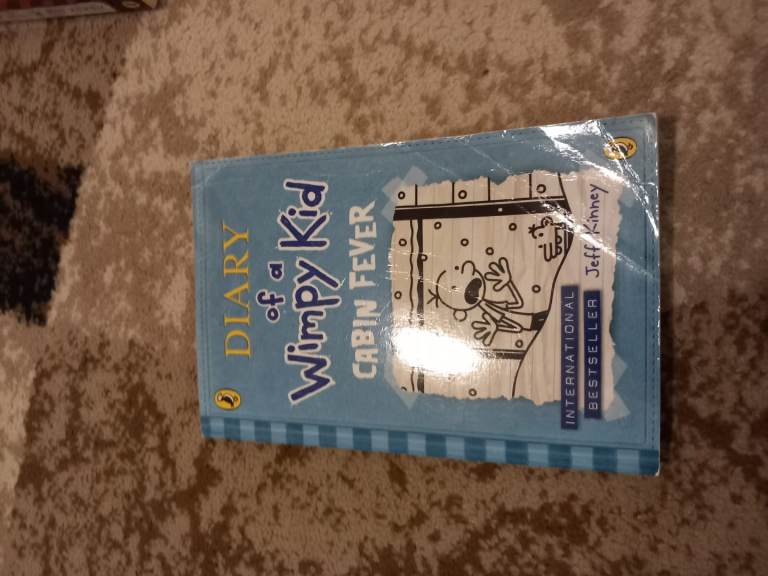 DIARY
of a
Wimpy Kid
CABIN FEVER
INTERNATIONAL
BESTSELLER
Jeff Kinney